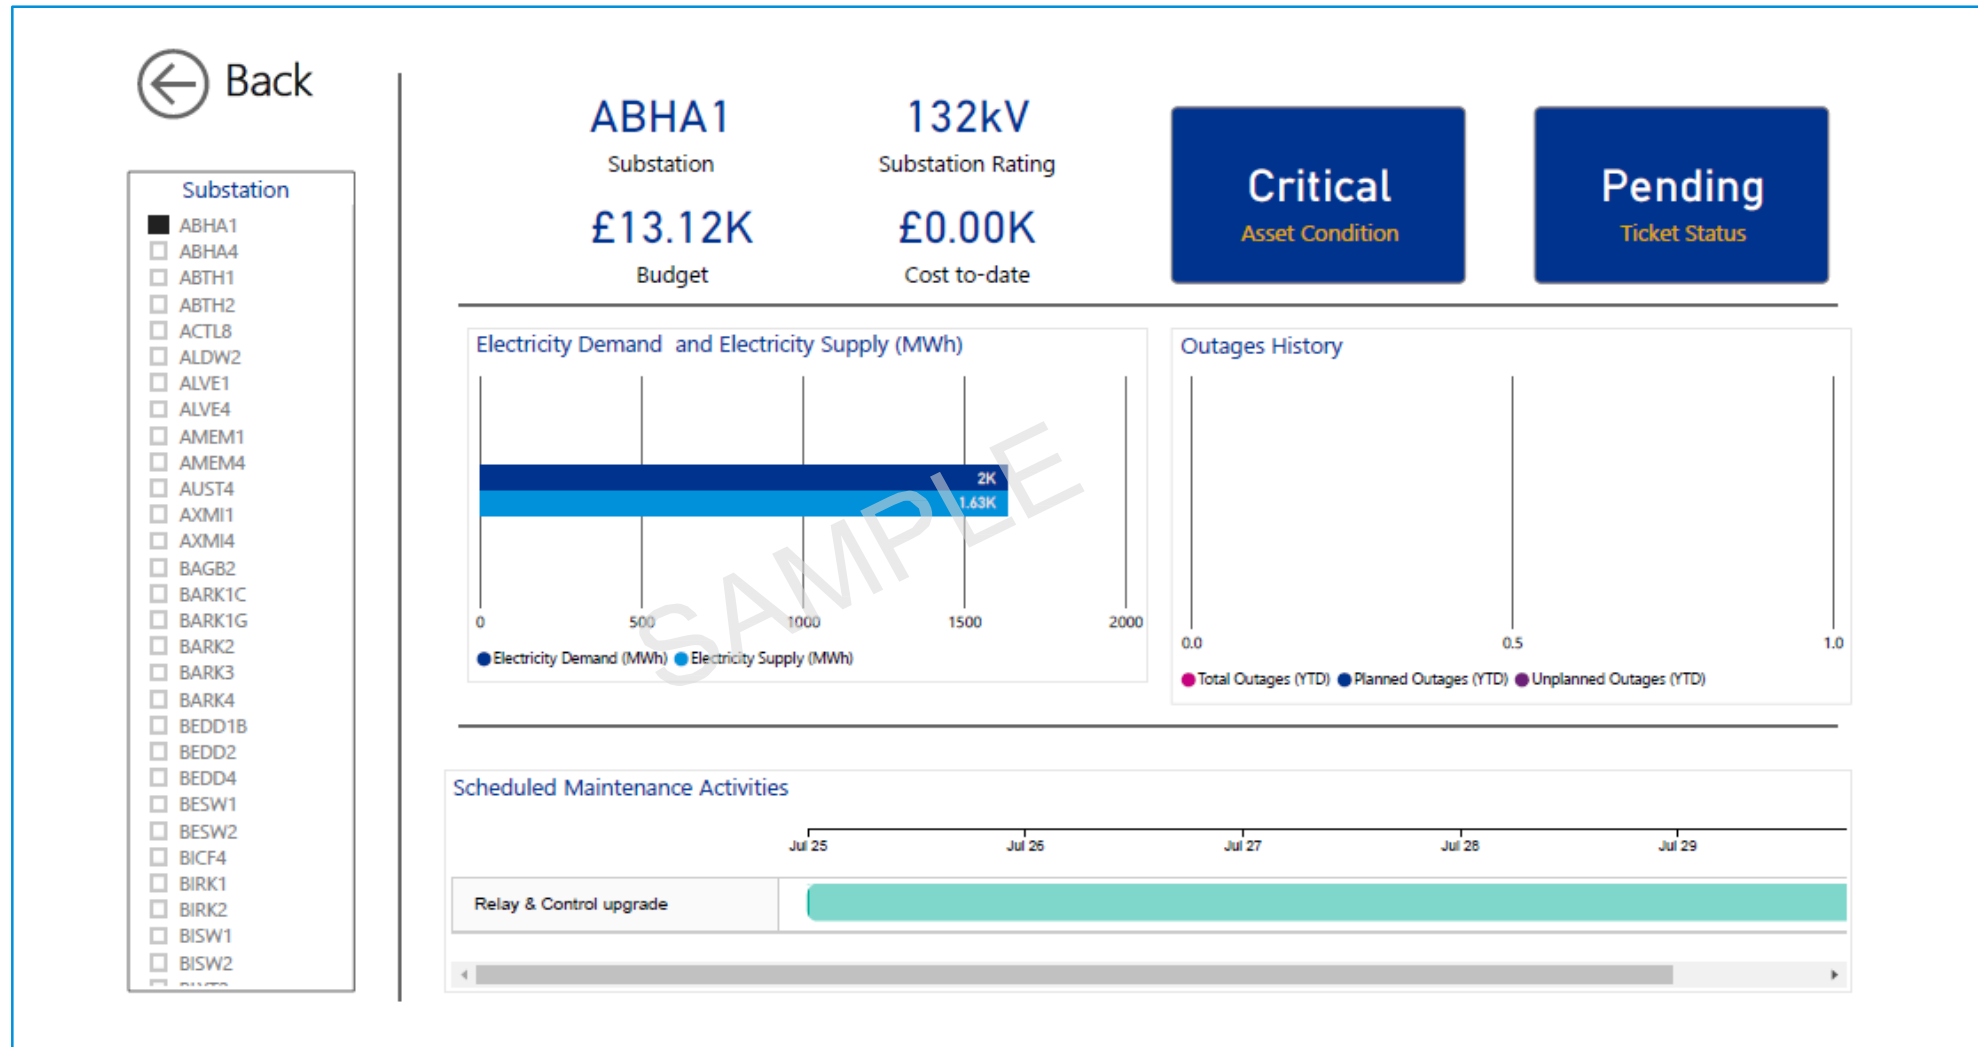 Back
Substation
ABHA1
ABHA4
ABTH1
ABTH2
ACTL8
ALDW2
ALVE1
ALVE4
AMEM1
AMEM4
AUST4
AXMI1
AXMI4
BAGB2
BARK1C
BARK1G
BARK2
BARK3
BARK4
BEDD1B
BEDD2
BEDD4
BESW1
BESW2
BICF4
BIRK1
BIRK2
BISW1
BISW2
ABHA1 132kV
Substation Substation Rating
£13.12K £0.00K
Budget Cost to-date
Critical
Asset Condition
Pending
Ticket Status
Electricity Demand and Electricity Supply (MWh)
2K
1.63K
0 500 1000 1500 2000
Electricity Demand (MWh) Electricity Supply (MWh)
SAMPLE
Outages History
0.0 0.5 1.0
Total Outages (YTD) Planned Outages (YTD) Unplanned Outages (YTD)
Scheduled Maintenance Activities
Jul 25 Jul 26 Jul 27 Jul 28 Jul 29
Relay & Control upgrade